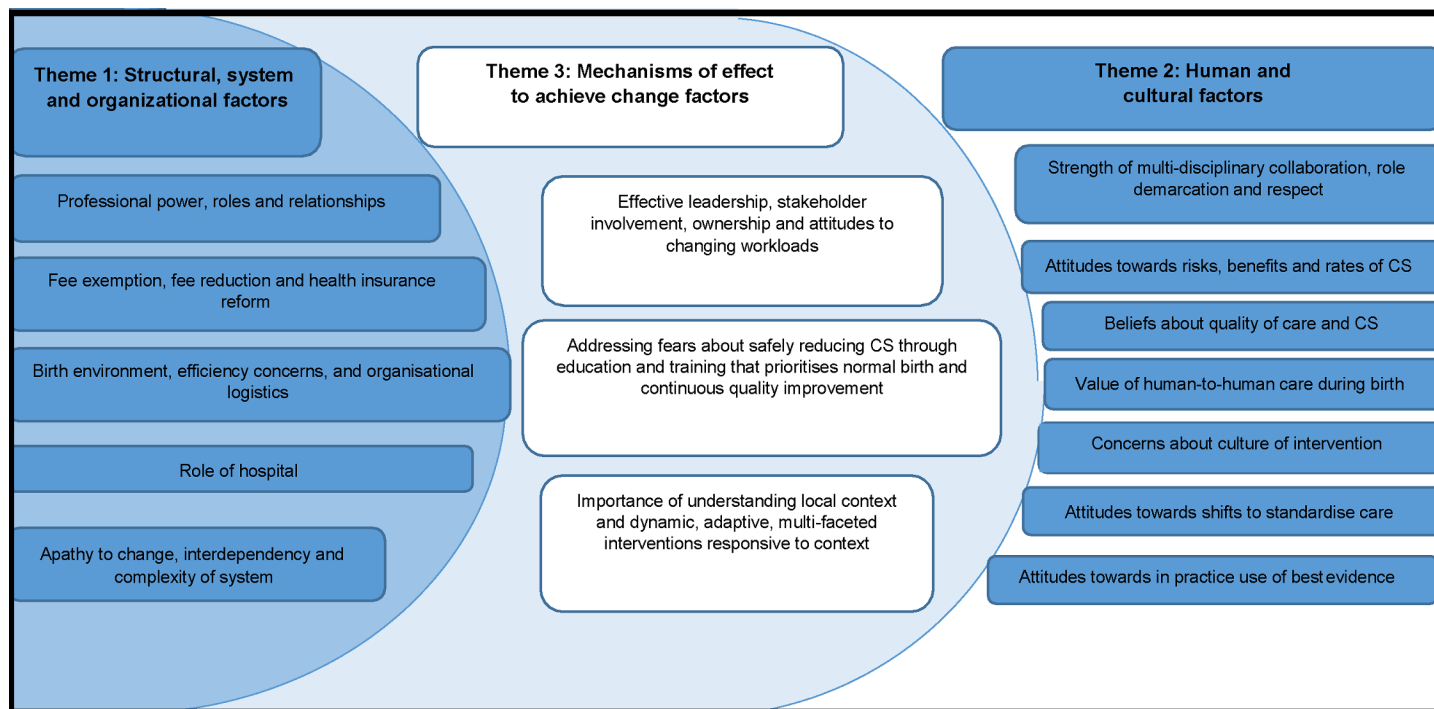 Theme 1: Structural, system
and organizational factors
Professional power, roles and relationships
Fee exemption, fee reduction and health insurance
reform
Birth environment, efficiency concerns, and organisational
logistics
Role of hospital
Apathy to change, interdependency and
complexity of system
Theme 3: Mechanisms of effect
to achieve change factors
Effective leadership, stakeholder
involvement, ownership and attitudes to
changing workloads
Addressing fears about safely reducing CS through
education and training that prioritises normal birth and
continuous quality improvement
Importance of understanding local context
and dynamic, adaptive, multi-faceted
interventions responsive to context
Theme 2: Human and
cultural factors
Strength of multi-disciplinary collaboration, role
demarcation and respect
Attitudes towards risks, benefits and rates of CS
Beliefs about quality of care and CS
Value of human-to-human care during birth
Concerns about culture of intervention
Attitudes towards shifts to standardise care
Attitudes towards in practice use of best evidence